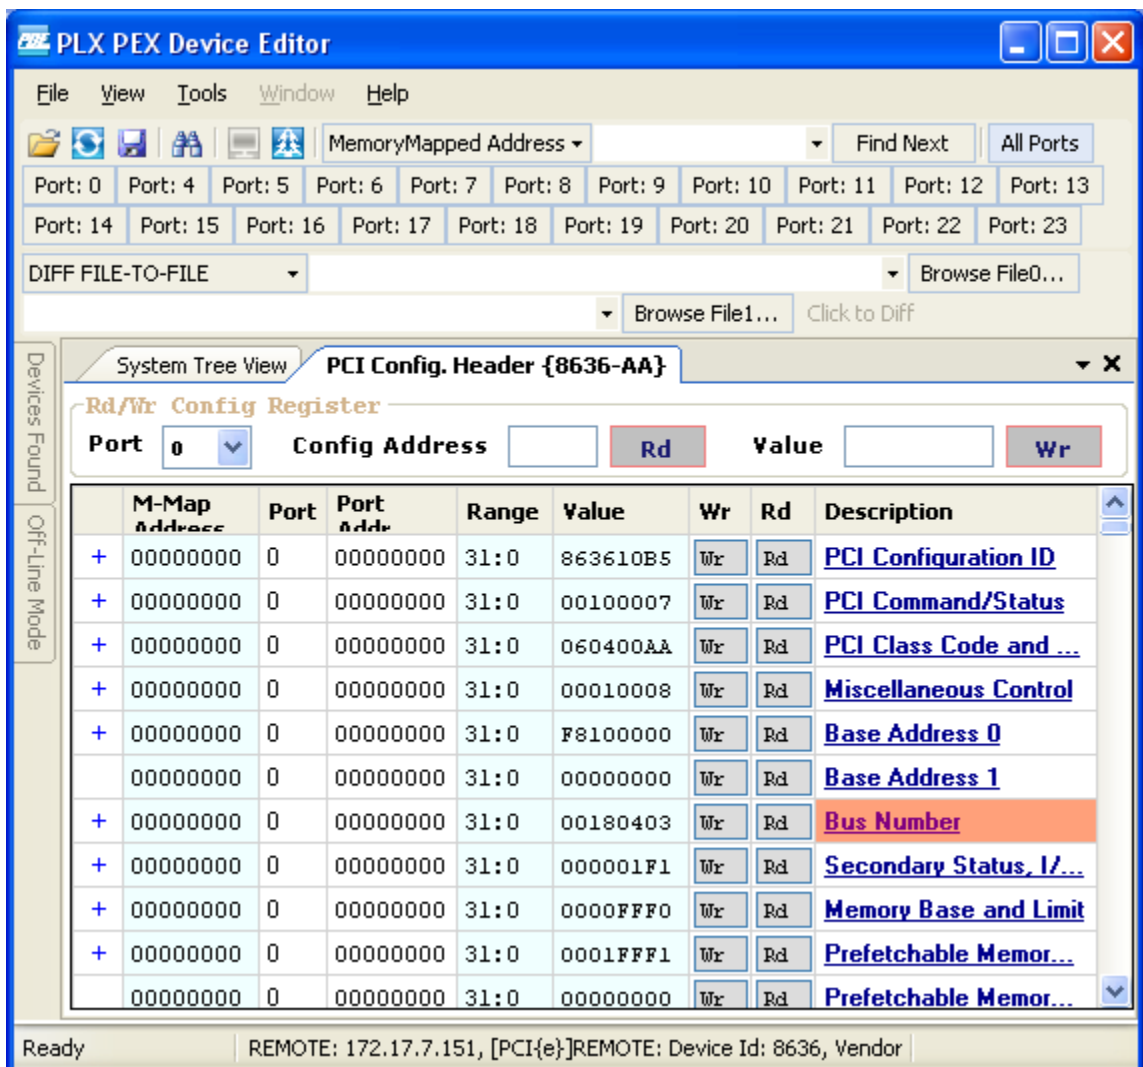 PLX PEX Device Editor
File View Tools Window Help
MemoryMapped Address Find Next All Ports
Port: 0 Port: 4 Port: 5 Port: 6 Port: 7 Port: 8 Port: 9 Port: 10 Port: 11 Port: 12 Port: 13
Port: 14 Port: 15 Port: 16 Port: 17 Port: 18 Port: 19 Port: 20 Port: 21 Port: 22 Port: 23
DIFF FILE-TO-FILE Browse File0...
Browse File1... Click to Diff
Devices Found
Off-Line Mode
System Tree View PCI Config. Header {8636-AA}
Rd/Wr Config Register
Port 0 Config Address Rd Value Wr
M-Map Address Port Port Addr Range Value Wr Rd Description
+ 00000000 0 00000000 31:0 863610B5 Wr Rd PCI Configuration ID
+ 00000000 0 00000000 31:0 00100007 Wr Rd PCI Command/Status
+ 00000000 0 00000000 31:0 060400AA Wr Rd PCI Class Code and ...
+ 00000000 0 00000000 31:0 00010008 Wr Rd Miscellaneous Control
+ 00000000 0 00000000 31:0 F8100000 Wr Rd Base Address 0
00000000 0 00000000 31:0 00000000 Wr Rd Base Address 1
+ 00000000 0 00000000 31:0 00180403 Wr Rd Bus Number
+ 00000000 0 00000000 31:0 000001F1 Wr Rd Secondary Status, I/...
+ 00000000 0 00000000 31:0 0000FFF0 Wr Rd Memory Base and Limit
+ 00000000 0 00000000 31:0 0001FFF1 Wr Rd Prefetchable Memor...
00000000 0 00000000 31:0 00000000 Wr Rd Prefetchable Memor...
Ready REMOTE: 172.17.7.151, [PCI{e}]REMOTE: Device Id: 8636, Vendor